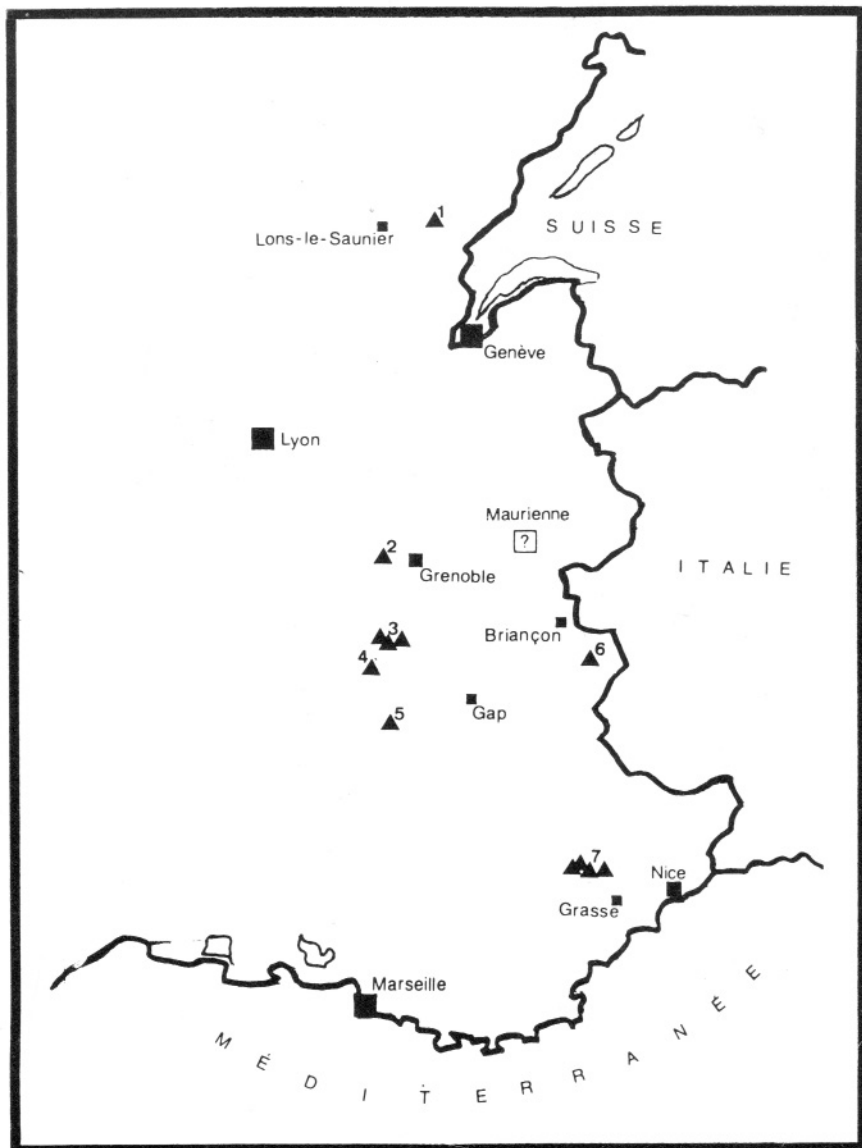 1
Lons-le-Saunier
SUISSE
Genève
Lyon
Maurienne
?
2
Grenoble
ITALIE
3
Briançon
4
6
Gap
5
7
Nice
Grasse
Marseille
MÉDITERRANÉE